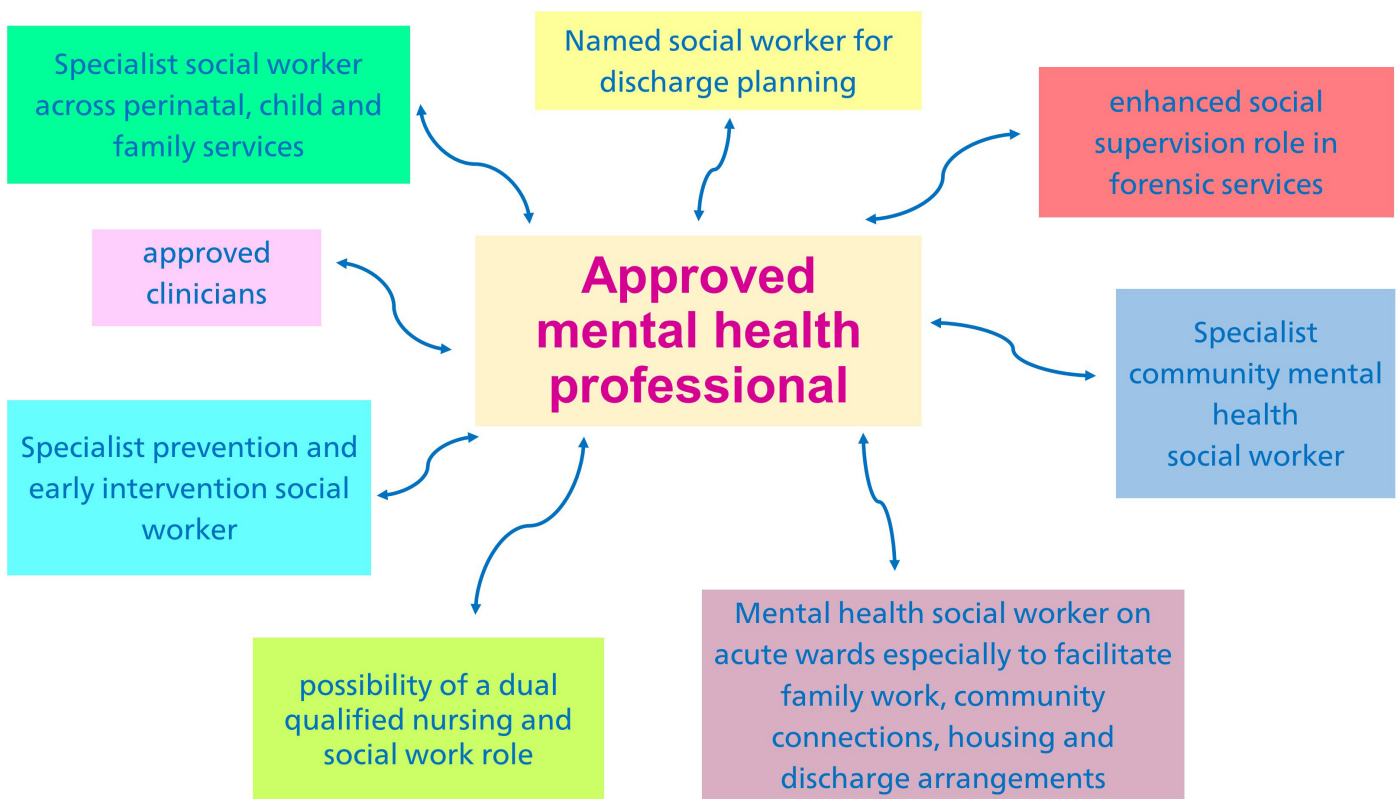 Named social worker for
discharge planning
Specialist social worker
across perinatal, child and
family services
enhanced social
supervision role in
forensic services
approved
clinicians
Approved
mental health
professional
Specialist
community mental
health
social worker
Specialist prevention and
early intervention social
worker
possibility of a dual
qualified nursing and
social work role
Mental health social worker on
acute wards especially to facilitate
family work, community
connections, housing and
discharge arrangements